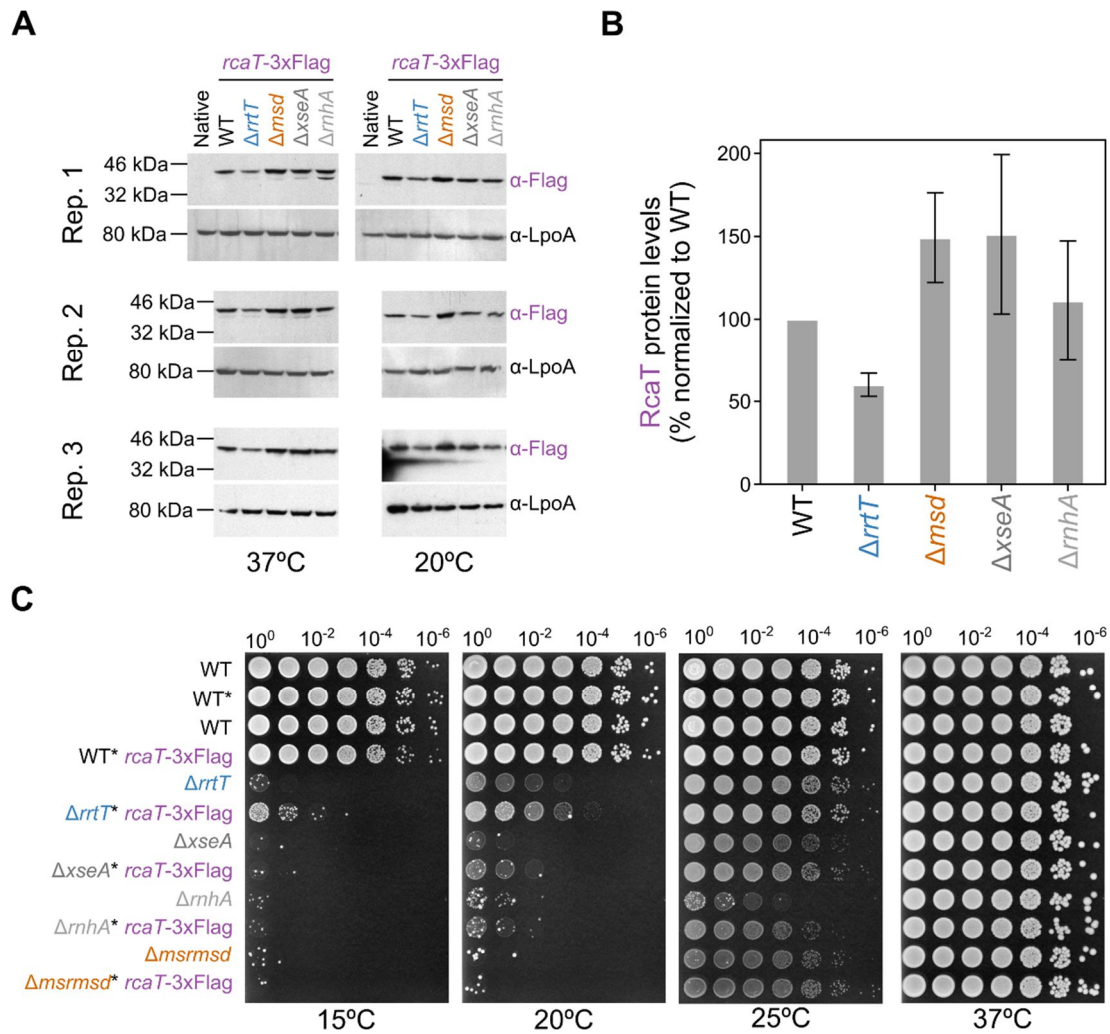 A
rcaT-3xFlag
rcaT-3xFlag
Native
WT
ΔrrtT
Δmsd
ΔxseA
ΔrnhA
Native
WT
ΔrrtT
Δmsd
ΔxseA
ΔrnhA
Rep. 1
46 kDa
32 kDa
80 kDa
α-Flag
α-LpoA
Rep. 2
46 kDa
32 kDa
80 kDa
α-Flag
α-LpoA
Rep. 3
46 kDa
32 kDa
80 kDa
α-Flag
α-LpoA
37ºC
20ºC
B
RcaT protein levels
(% normalized to WT)
200
150
100
50
0
WT
ΔrrtT
Δmsd
ΔxseA
ΔrnhA
C
10⁰ 10⁻² 10⁻⁴ 10⁻⁶
10⁰ 10⁻² 10⁻⁴ 10⁻⁶
10⁰ 10⁻² 10⁻⁴ 10⁻⁶
10⁰ 10⁻² 10⁻⁴ 10⁻⁶
WT
WT*
WT
WT* rcaT-3xFlag
ΔrrtT
ΔrrtT* rcaT-3xFlag
ΔxseA
ΔxseA* rcaT-3xFlag
ΔrnhA
ΔrnhA* rcaT-3xFlag
Δmsrmsd
Δmsrmsd* rcaT-3xFlag
15ºC
20ºC
25ºC
37ºC